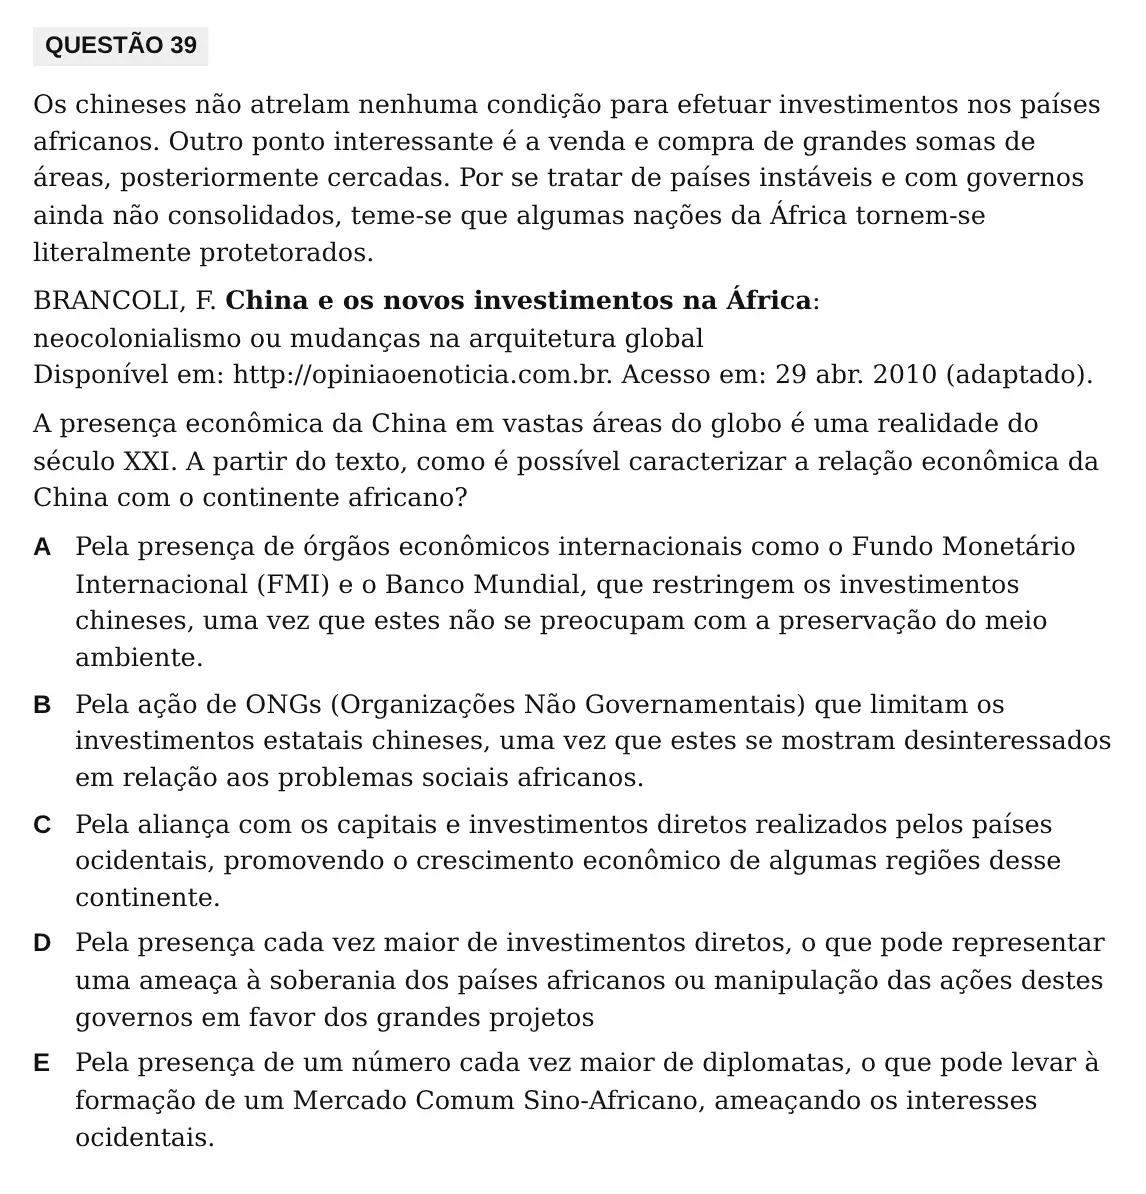 QUESTÃO 39
Os chineses não atrelam nenhuma condição para efetuar investimentos nos países
africanos. Outro ponto interessante é a venda e compra de grandes somas de
áreas, posteriormente cercadas. Por se tratar de países instáveis e com governos
ainda não consolidados, teme-se que algumas nações da África tornem-se
literalmente protetorados.
BRANCOLI, F. China e os novos investimentos na África:
neocolonialismo ou mudanças na arquitetura global
Disponível em: http://opiniaoenoticia.com.br. Acesso em: 29 abr. 2010 (adaptado).
A presença econômica da China em vastas áreas do globo é uma realidade do
século XXI. A partir do texto, como é possível caracterizar a relação econômica da
China com o continente africano?
A Pela presença de órgãos econômicos internacionais como o Fundo Monetário
Internacional (FMI) e o Banco Mundial, que restringem os investimentos
chineses, uma vez que estes não se preocupam com a preservação do meio
ambiente.
B Pela ação de ONGs (Organizações Não Governamentais) que limitam os
investimentos estatais chineses, uma vez que estes se mostram desinteressados
em relação aos problemas sociais africanos.
C Pela aliança com os capitais e investimentos diretos realizados pelos países
ocidentais, promovendo o crescimento econômico de algumas regiões desse
continente.
D Pela presença cada vez maior de investimentos diretos, o que pode representar
uma ameaça à soberania dos países africanos ou manipulação das ações destes
governos em favor dos grandes projetos
E Pela presença de um número cada vez maior de diplomatas, o que pode levar à
formação de um Mercado Comum Sino-Africano, ameaçando os interesses
ocidentais.